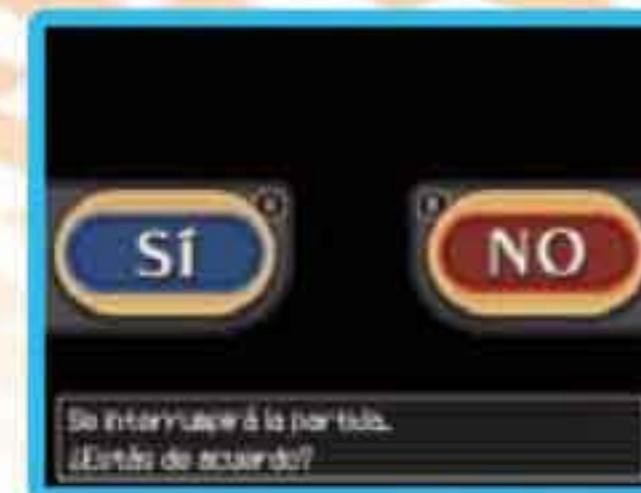 SÍ NO
Se interrumpirá la partida.
¿Estás de acuerdo?